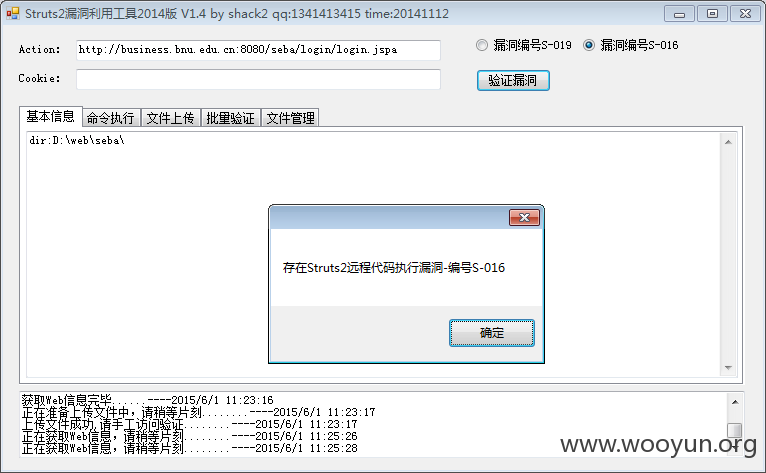 Struts2漏洞利用工具2014版 V1.4 by shack2 qq:1341413415 time:20141112
Action: http://business.bnu.edu.cn:8080/seba/login/login.jspa 漏洞编号S-019 漏洞编号S-016
Cookie: 验证漏洞
基本信息 命令执行 文件上传 批量验证 文件管理
dir:D:\web\seba\
存在Struts2远程代码执行漏洞-编号S-016
确定
获取Web信息完毕......----2015/6/1 11:23:16
正在准备上传文件中，请稍等片刻........----2015/6/1 11:23:17
上传文件成功,请手工访问验证........----2015/6/1 11:23:17
正在获取Web信息，请稍等片刻........----2015/6/1 11:25:26
正在获取Web信息，请稍等片刻........----2015/6/1 11:25:28
www.wooyun.org